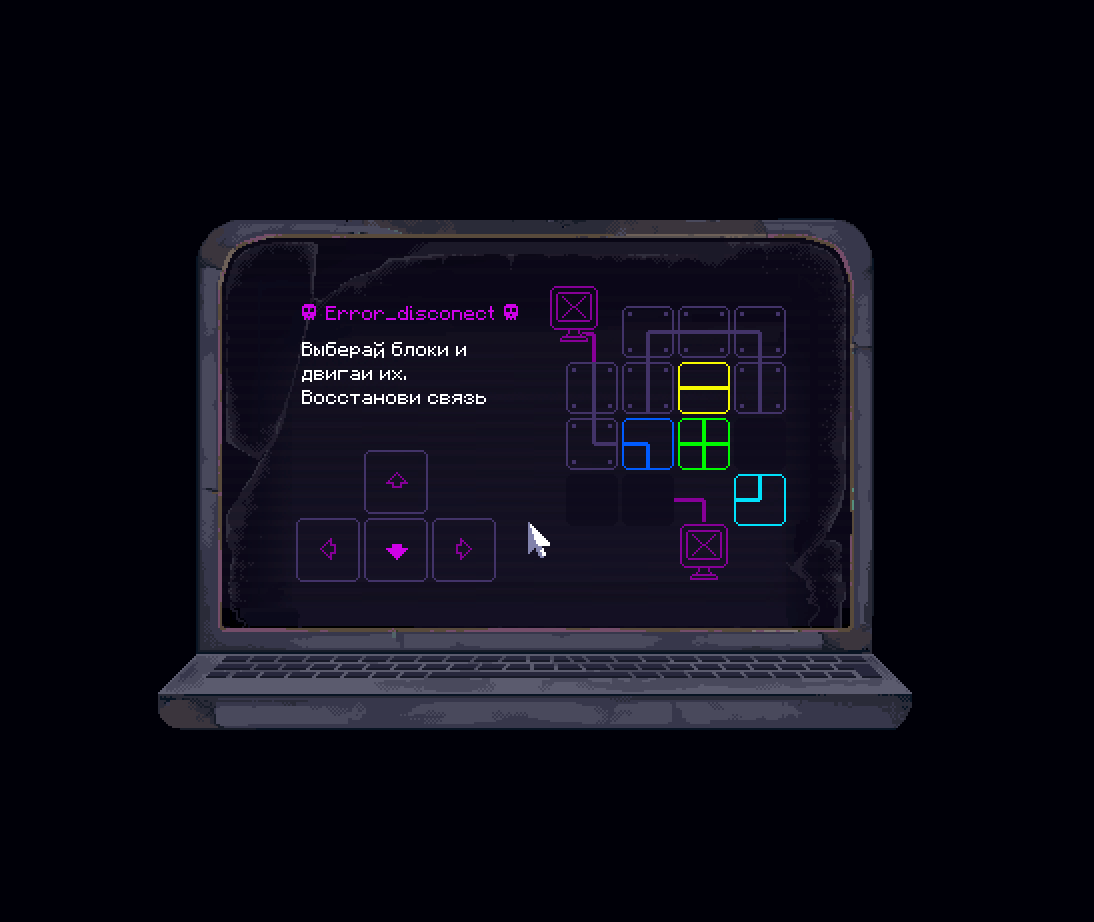 Error_disconect
Выберай блоки и
двигаи их.
Восстанови связь